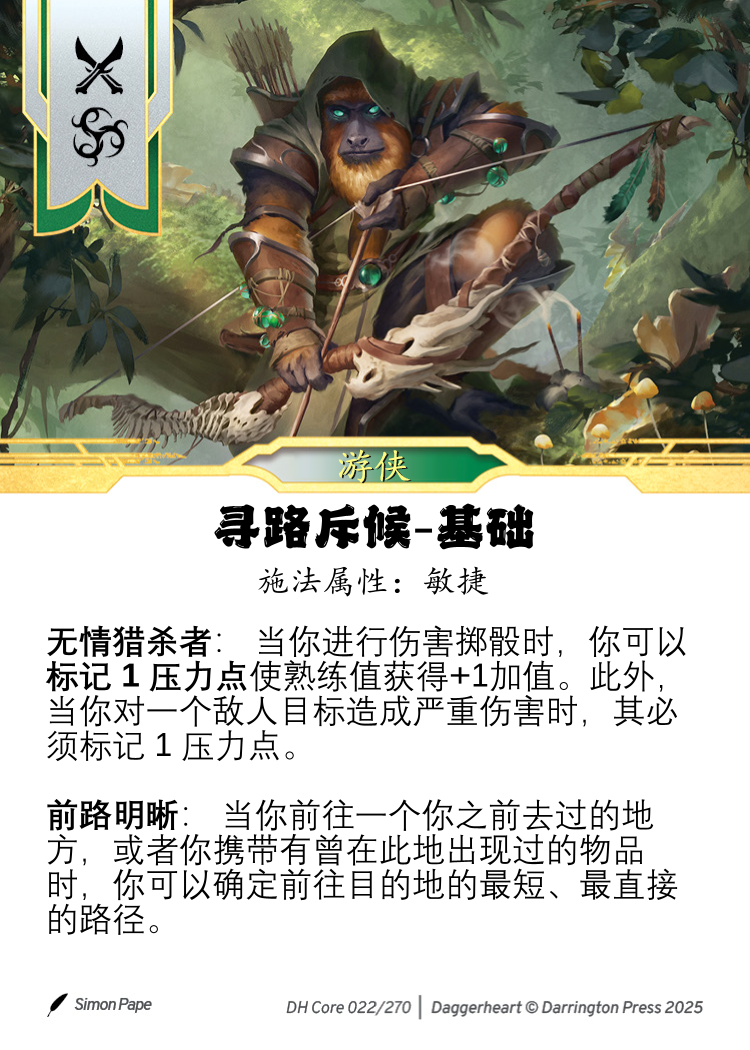 游侠
寻路斥候-基础
施法属性：敏捷
无情猎杀者： 当你进行伤害掷骰时，你可以
标记 1 压力点使熟练值获得+1加值。此外，
当你对一个敌人目标造成严重伤害时，其必
须标记 1 压力点。
前路明晰： 当你前往一个你之前去过的地
方，或者你携带有曾在此地出现过的物品
时，你可以确定前往目的地的最短、最直接
的路径。
Simon Pape
DH Core 022/270 | Daggerheart © Darrington Press 2025